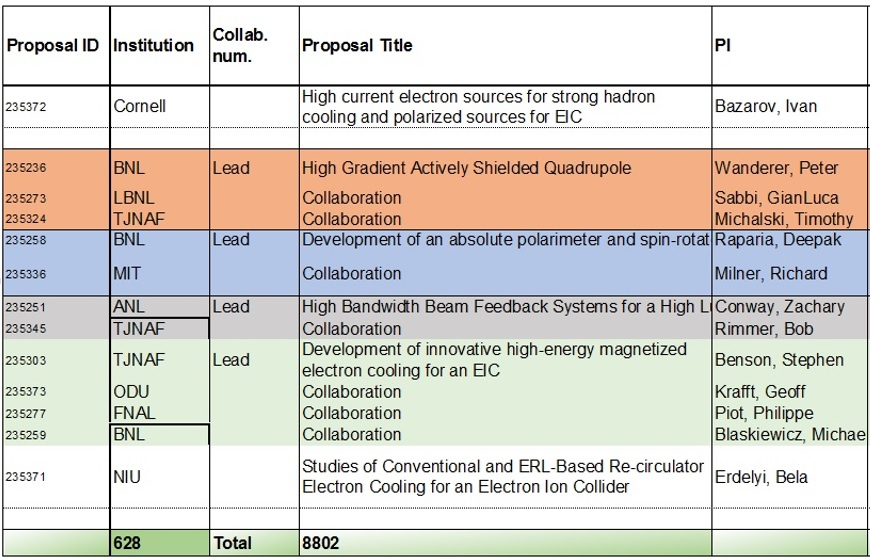 Proposal ID Institution Collab. num. Proposal Title PI
235372 Cornell High current electron sources for strong hadron cooling and polarized sources for EIC Bazarov, Ivan
235236 BNL Lead High Gradient Actively Shielded Quadrupole Wanderer, Peter
235273 LBNL Collaboration Sabbi, GianLuca
235324 TJNAF Collaboration Michalski, Timothy
235258 BNL Lead Development of an absolute polarimeter and spin-rotat Raparia, Deepak
235336 MIT Collaboration Milner, Richard
235251 ANL Lead High Bandwidth Beam Feedback Systems for a High Lu Conway, Zachary
235345 TJNAF Collaboration Rimmer, Bob
235303 TJNAF Lead Development of innovative high-energy magnetized electron cooling for an EIC Benson, Stephen
235373 ODU Collaboration Krafft, Geoff
235277 FNAL Collaboration Piot, Philippe
235259 BNL Collaboration Blaskiewicz, Michae
235371 NIU Studies of Conventional and ERL-Based Re-circulator Electron Cooling for an Electron Ion Collider Erdelyi, Bela
628 Total 8802